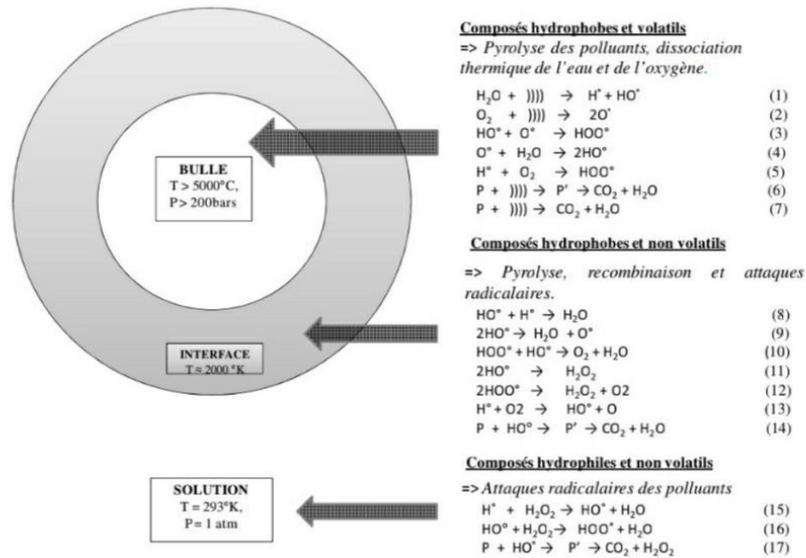 Composés hydrophobes et volatils
=> Pyrolyse des polluants, dissociation
thermique de l'eau et de l'oxygène.
H₂O + )))) → H• + HO• (1)
O₂ + )))) → 2O• (2)
HO• + O• → HOO• (3)
O• + H₂O → 2HO• (4)
H• + O₂ → HOO• (5)
P + )))) → P' → CO₂ + H₂O (6)
P + )))) → CO₂ + H₂O (7)
BULLE
T > 5000°C,
P> 200bars
Composés hydrophobes et non volatils
=> Pyrolyse, recombinaison et attaques
radicalaires.
HO• + H• → H₂O (8)
2HO• → H₂O + O• (9)
HOO• + HO• → O₂ + H₂O (10)
2HO• → H₂O₂ (11)
2HOO• → H₂O₂ + O2 (12)
H• + O2 → HO• + O (13)
P + HO• → P' → CO₂ + H₂O (14)
INTERFACE
T ≈ 2000 °K
Composés hydrophiles et non volatils
=> Attaques radicalaires des polluants
H• + H₂O₂ → HO• + H₂O (15)
HO• + H₂O₂ → HOO• + H₂O (16)
P + HO• → P' → CO₂ + H₂O₂ (17)
SOLUTION
T = 293°K,
P= 1 atm